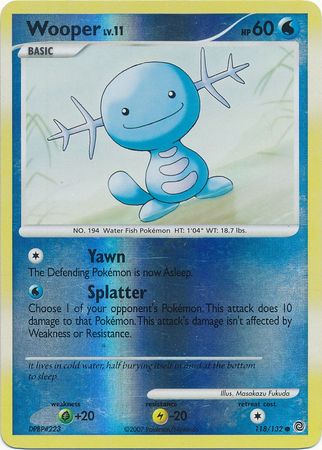 Wooper LV.11 HP 60
BASIC
NO. 194 Water Fish Pokémon HT: 1'04" WT: 18.7 lbs.
Yawn
The Defending Pokémon is now Asleep.
Splatter
Choose 1 of your opponent's Pokémon. This attack does 10
damage to that Pokémon. This attack's damage isn't affected by
Weakness or Resistance.
It lives in cold water, half burying itself in mud at the bottom
to sleep.
Illus. Masakazu Fukuda
weakness resistance retreat cost
+20 -20
DPBP#223 ©2007 Pokémon/Nintendo 118/132